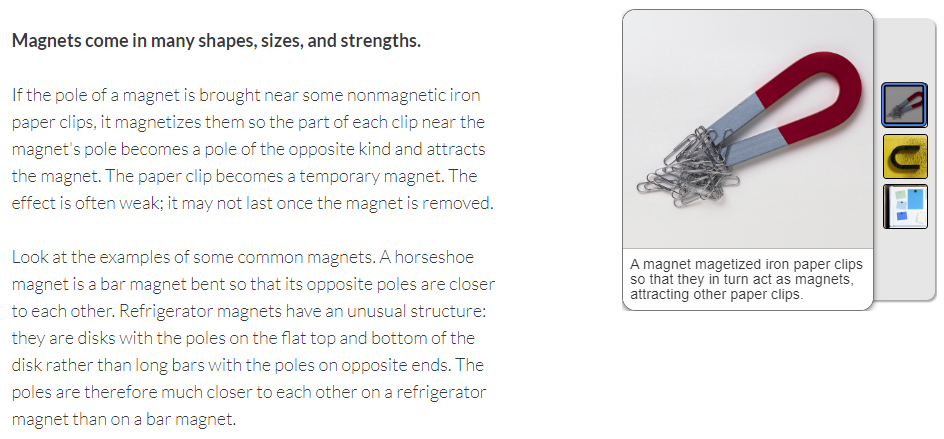 Magnets come in many shapes, sizes, and strengths.
If the pole of a magnet is brought near some nonmagnetic iron
paper clips, it magnetizes them so the part of each clip near the
magnet's pole becomes a pole of the opposite kind and attracts
the magnet. The paper clip becomes a temporary magnet. The
effect is often weak; it may not last once the magnet is removed.
Look at the examples of some common magnets. A horseshoe
magnet is a bar magnet bent so that its opposite poles are closer
to each other. Refrigerator magnets have an unusual structure:
they are disks with the poles on the flat top and bottom of the
disk rather than long bars with the poles on opposite ends. The
poles are therefore much closer to each other on a refrigerator
magnet than on a bar magnet.
A magnet magetized iron paper clips
so that they in turn act as magnets,
attracting other paper clips.